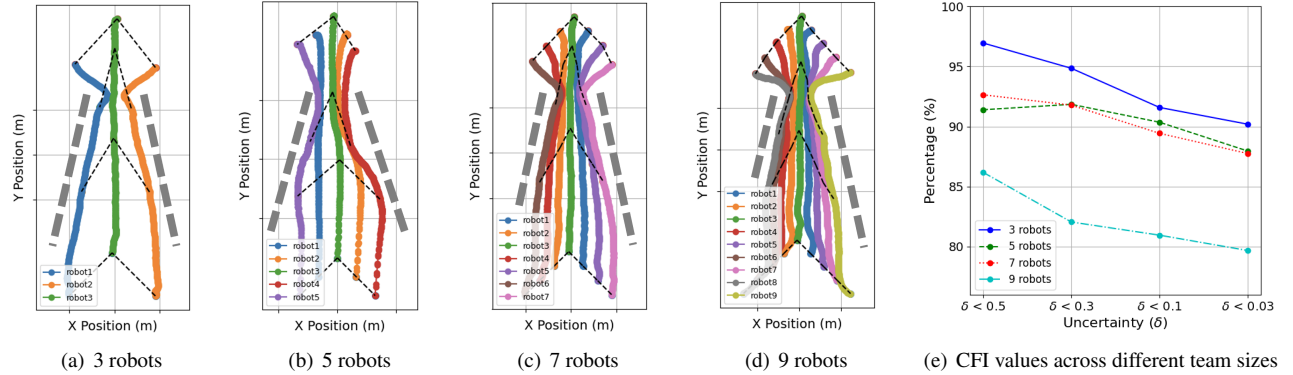 Y Position (m)
robot1
robot2
robot3
X Position (m)
(a) 3 robots
Y Position (m)
robot1
robot2
robot3
robot4
robot5
X Position (m)
(b) 5 robots
Y Position (m)
robot1
robot2
robot3
robot4
robot5
robot6
robot7
X Position (m)
(c) 7 robots
Y Position (m)
robot1
robot2
robot3
robot4
robot5
robot6
robot7
robot8
robot9
X Position (m)
(d) 9 robots
Percentage (%)
100
95
90
85
80
3 robots
5 robots
7 robots
9 robots
δ < 0.5
δ < 0.3
δ < 0.1
δ < 0.03
Uncertainty (δ)
(e) CFI values across different team sizes